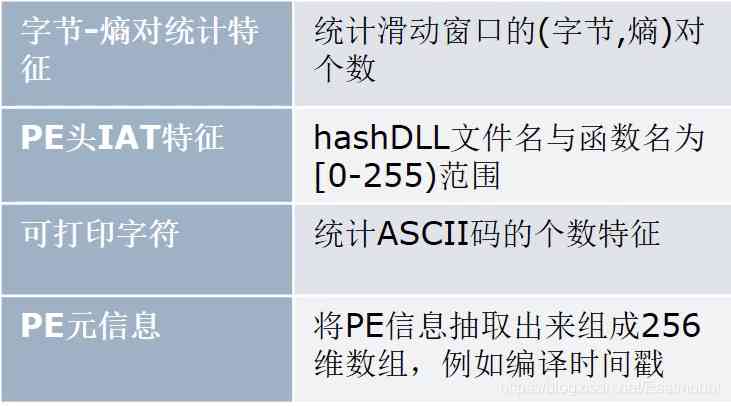 字节-熵对统计特
征
统计滑动窗口的(字节,熵)对
个数
PE头IAT特征
hashDLL文件名与函数名为
[0-255)范围
可打印字符
统计ASCII码的个数特征
PE元信息
将PE信息抽取出来组成256
维数组，例如编译时间戳
https://blog.csdn.net/Eastmount